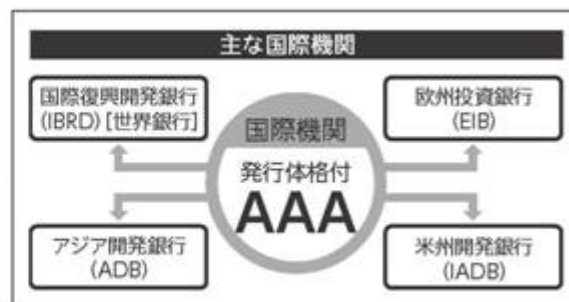 主な国際機関
国際復興開発銀行
(IBRD)[世界銀行]
欧州投資銀行
(EIB)
国際機関
発行体格付
AAA
アジア開発銀行
(ADB)
米州開発銀行
(IADB)